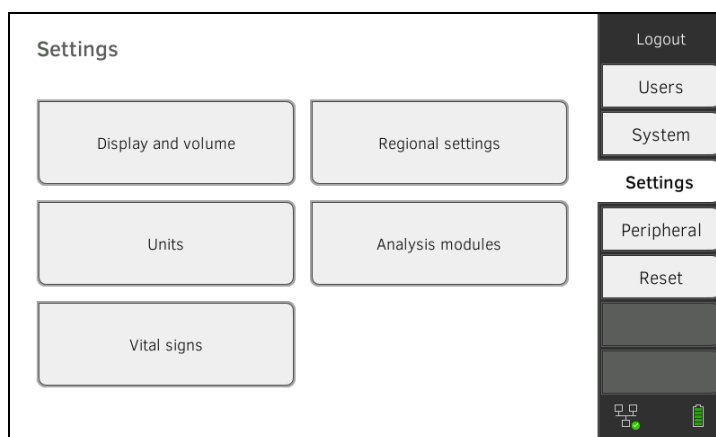 Settings
Display and volume
Regional settings
Units
Analysis modules
Vital signs
Logout
Users
System
Settings
Peripheral
Reset